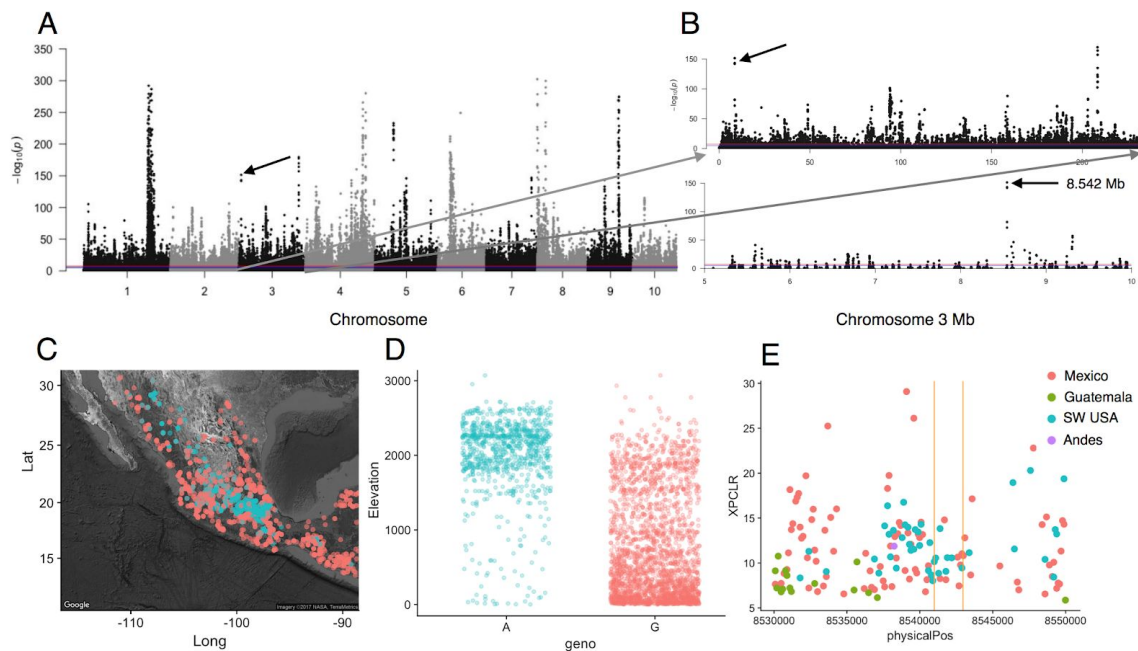 A
B
350
300
250
200
150
100
50
0
−log10(p)
1
2
3
4
5
6
7
8
9
10
Chromosome
150
100
50
0
−log10(p)
0
50
100
150
200
150
100
50
0
8.542 Mb
5
6
7
8
9
10
Chromosome 3 Mb
C
30
25
20
15
Lat
Google
Imagery ©2017 NASA, TerraMetrics
-110
-100
-90
Long
D
3000
2000
1000
0
Elevation
A
G
geno
E
30
25
20
15
10
5
XPCLR
8530000
8535000
8540000
8545000
8550000
physicalPos
Mexico
Guatemala
SW USA
Andes